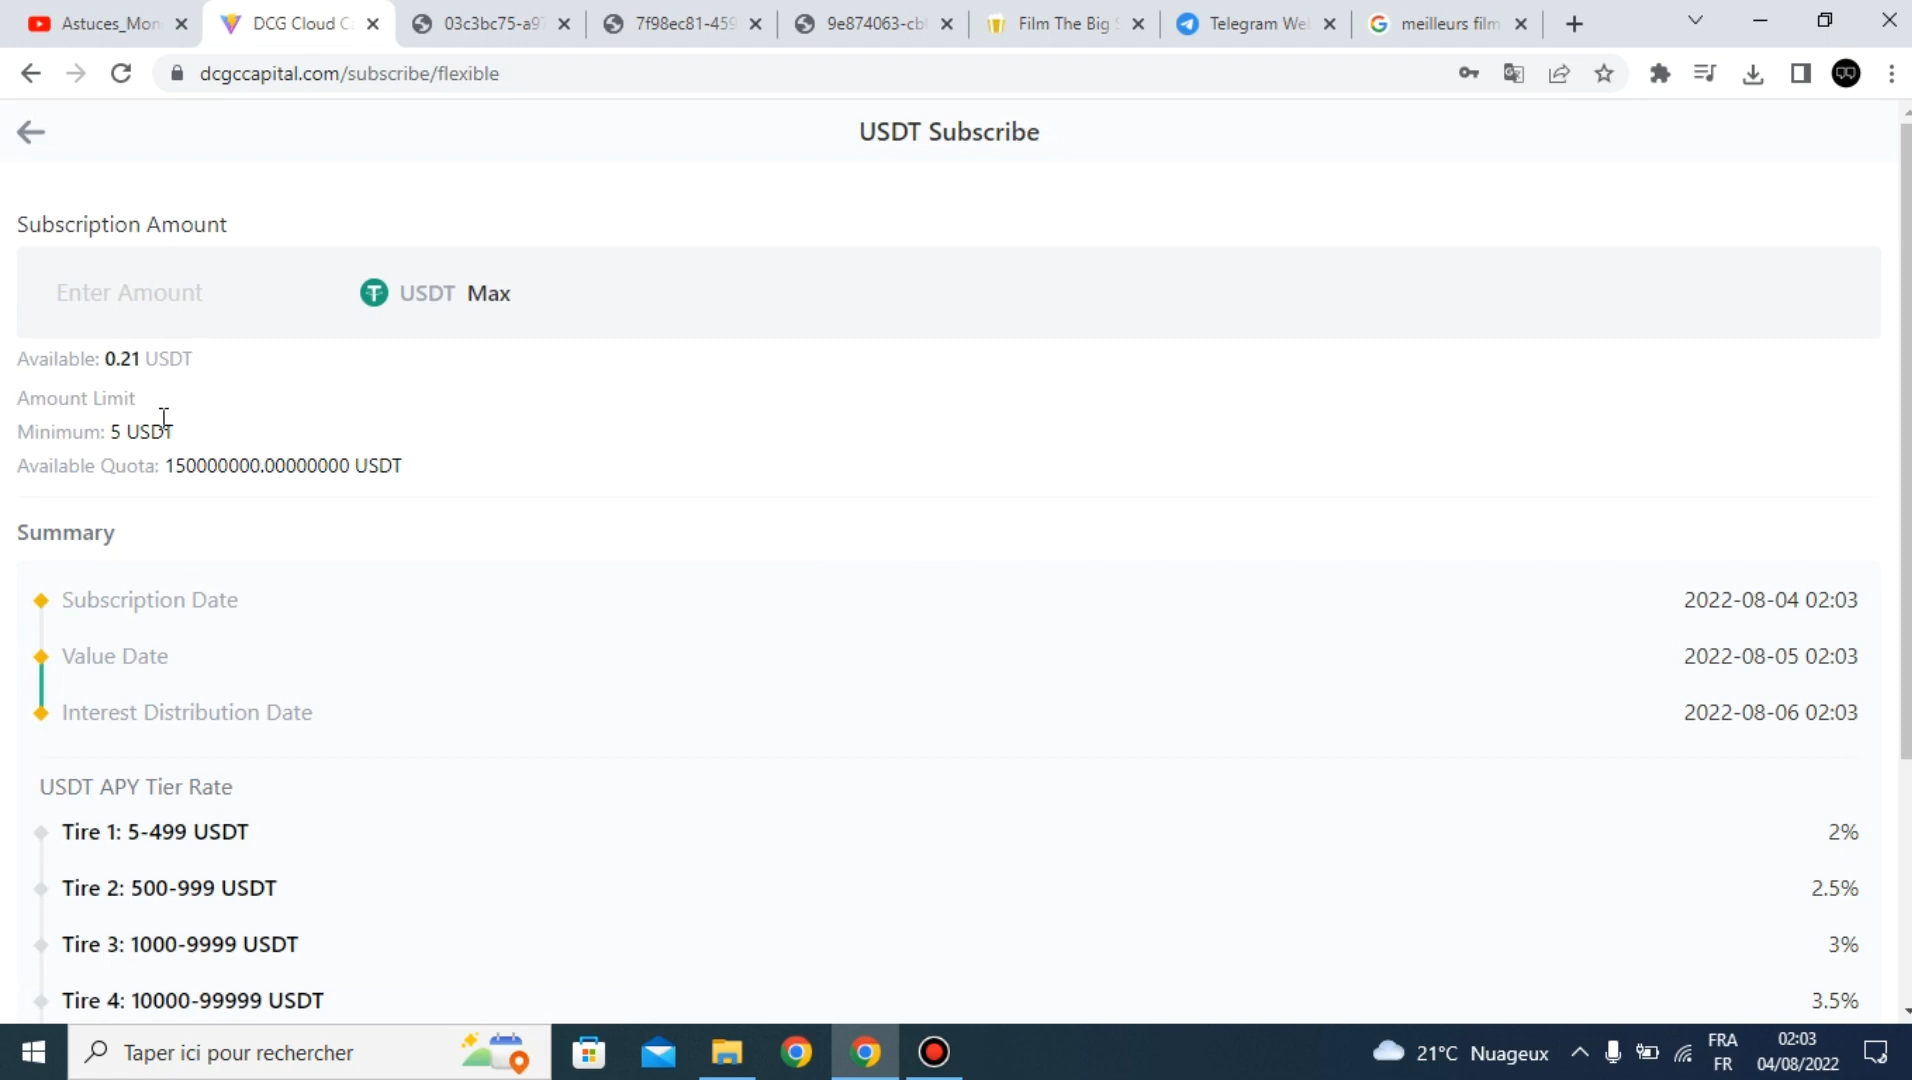 Astuces_Mon
DCG Cloud C
03c3bc75-a97
7f98ec81-459
9e874063-cb
Film The Big
Telegram We
meilleurs film
dcgccapital.com/subscribe/flexible
USDT Subscribe
Subscription Amount
Enter Amount USDT Max
Available: 0.21 USDT
Amount Limit
Minimum: 5 USDT
Available Quota: 150000000.00000000 USDT
Summary
Subscription Date 2022-08-04 02:03
Value Date 2022-08-05 02:03
Interest Distribution Date 2022-08-06 02:03
USDT APY Tier Rate
Tire 1: 5-499 USDT 2%
Tire 2: 500-999 USDT 2.5%
Tire 3: 1000-9999 USDT 3%
Tire 4: 10000-99999 USDT 3.5%
Taper ici pour rechercher
21°C Nuageux
FRA
FR
02:03
04/08/2022